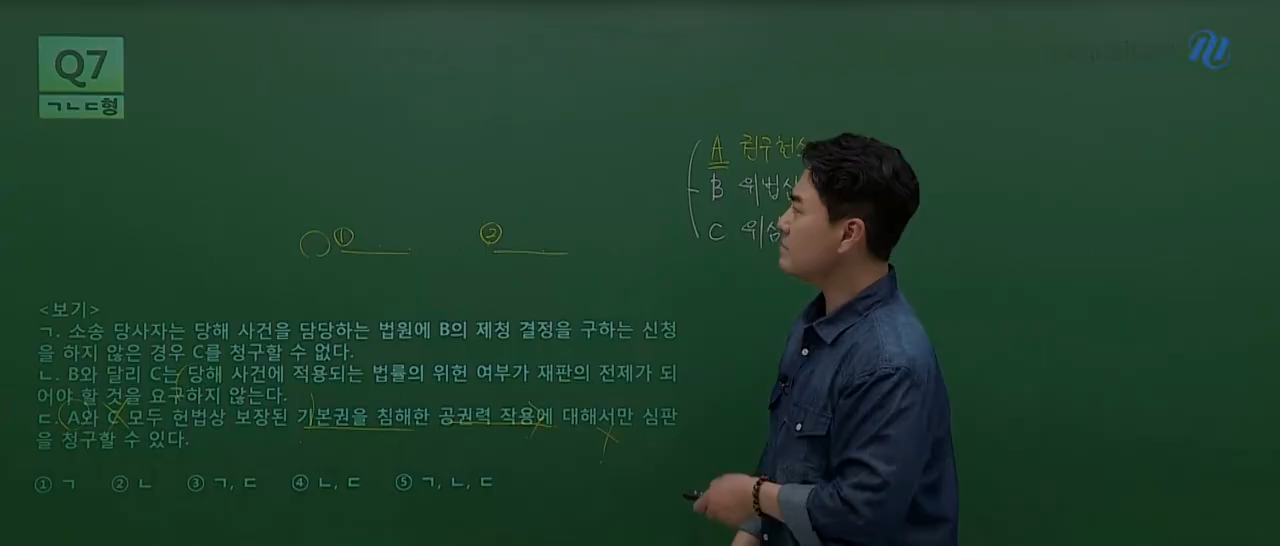 Q7
ㄱㄴㄷ형
A 권구헌소
B 위법심
C 위심
① ②
<보기>
ㄱ. 소송 당사자는 당해 사건을 담당하는 법원에 B의 제청 결정을 구하는 신청
을 하지 않은 경우 C를 청구할 수 없다.
ㄴ. B와 달리 C는 당해 사건에 적용되는 법률의 위헌 여부가 재판의 전제가 되
어야 할 것을 요구하지 않는다.
ㄷ. A와 C 모두 헌법상 보장된 기본권을 침해한 공권력 작용에 대해서만 심판
을 청구할 수 있다.
① ㄱ ② ㄴ ③ ㄱ, ㄷ ④ ㄴ, ㄷ ⑤ ㄱ, ㄴ, ㄷ